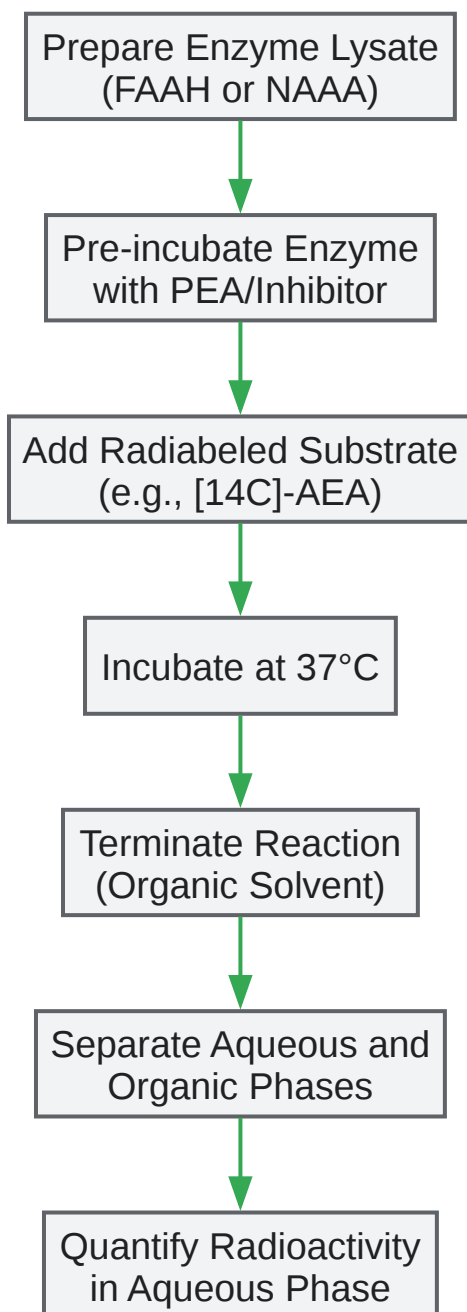 Prepare Enzyme Lysate
(FAAH or NAAA)
Pre-incubate Enzyme
with PEA/Inhibitor
Add Radiabeled Substrate
(e.g., [14C]-AEA)
Incubate at 37°C
Terminate Reaction
(Organic Solvent)
Separate Aqueous and
Organic Phases
Quantify Radioactivity
in Aqueous Phase